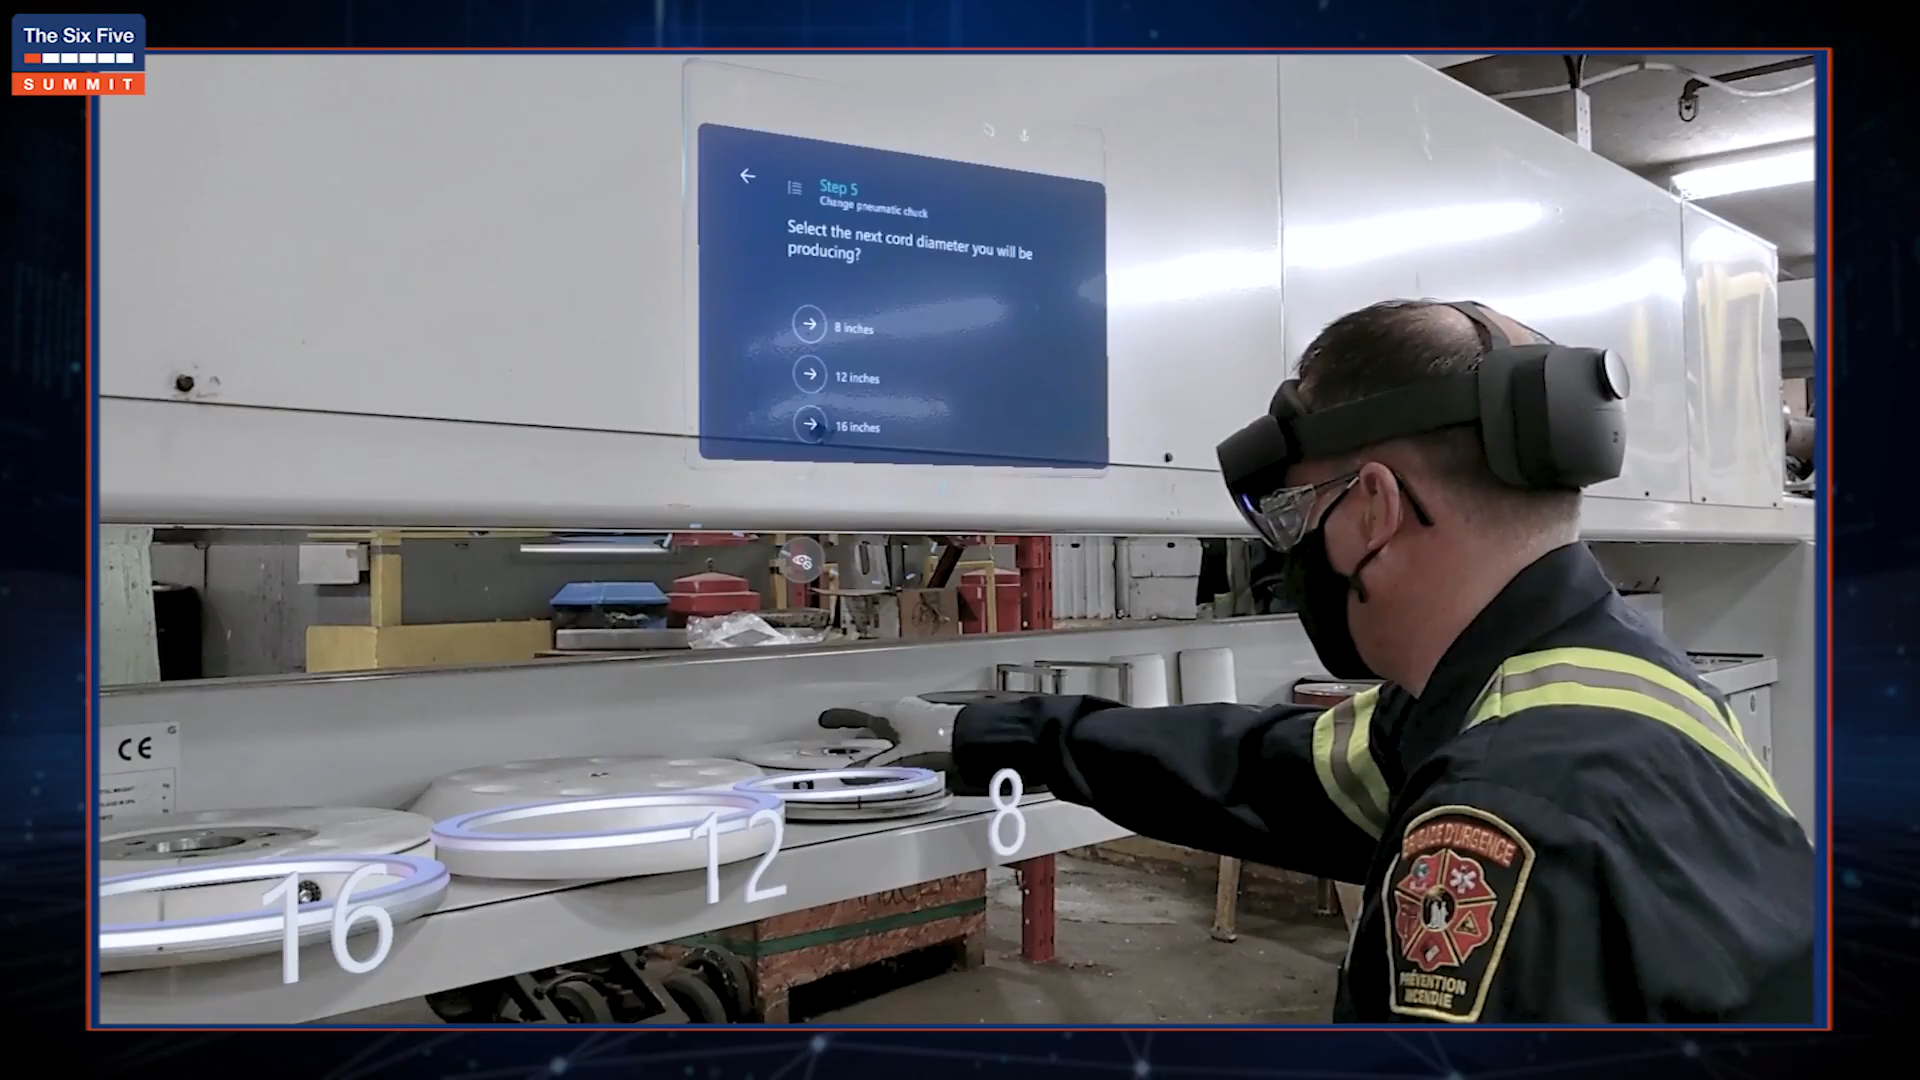 The Six Five
SUMMIT
Step 5
Change pneumatic chuck
Select the next cord diameter you will be
producing?
8 inches
12 inches
16 inches
CE
8
12
16
BRIGADE D'URGENCE
PRÉVENTION
INCENDIE